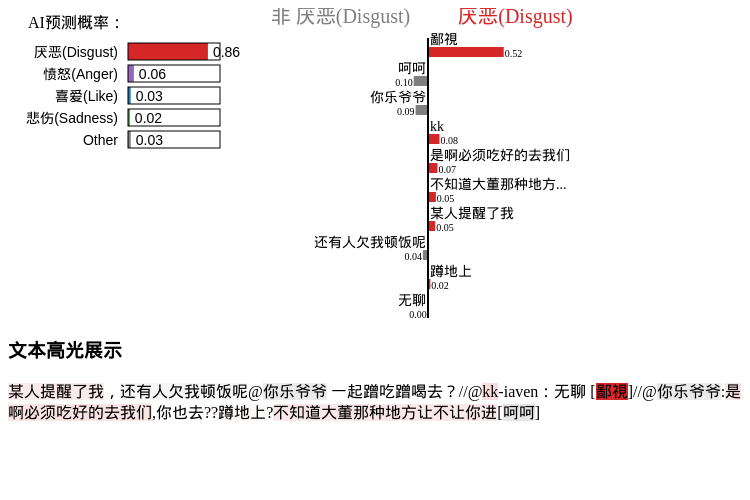 AI预测概率：
厌恶(Disgust) 0.86
愤怒(Anger) 0.06
喜爱(Like) 0.03
悲伤(Sadness) 0.02
Other 0.03
非 厌恶(Disgust) 厌恶(Disgust)
鄙視
0.52
呵呵
0.10
你乐爷爷
0.09
kk
0.08
是啊必须吃好的去我们
0.07
不知道大董那种地方...
0.05
某人提醒了我
0.05
还有人欠我顿饭呢
0.04
蹲地上
0.02
无聊
0.00
文本高光展示
某人提醒了我，还有人欠我顿饭呢@你乐爷爷 一起蹭吃蹭喝去？//@kk-iaven：无聊 [鄙視]//@你乐爷爷:是
啊必须吃好的去我们,你也去??蹲地上?不知道大董那种地方让不让你进[呵呵]